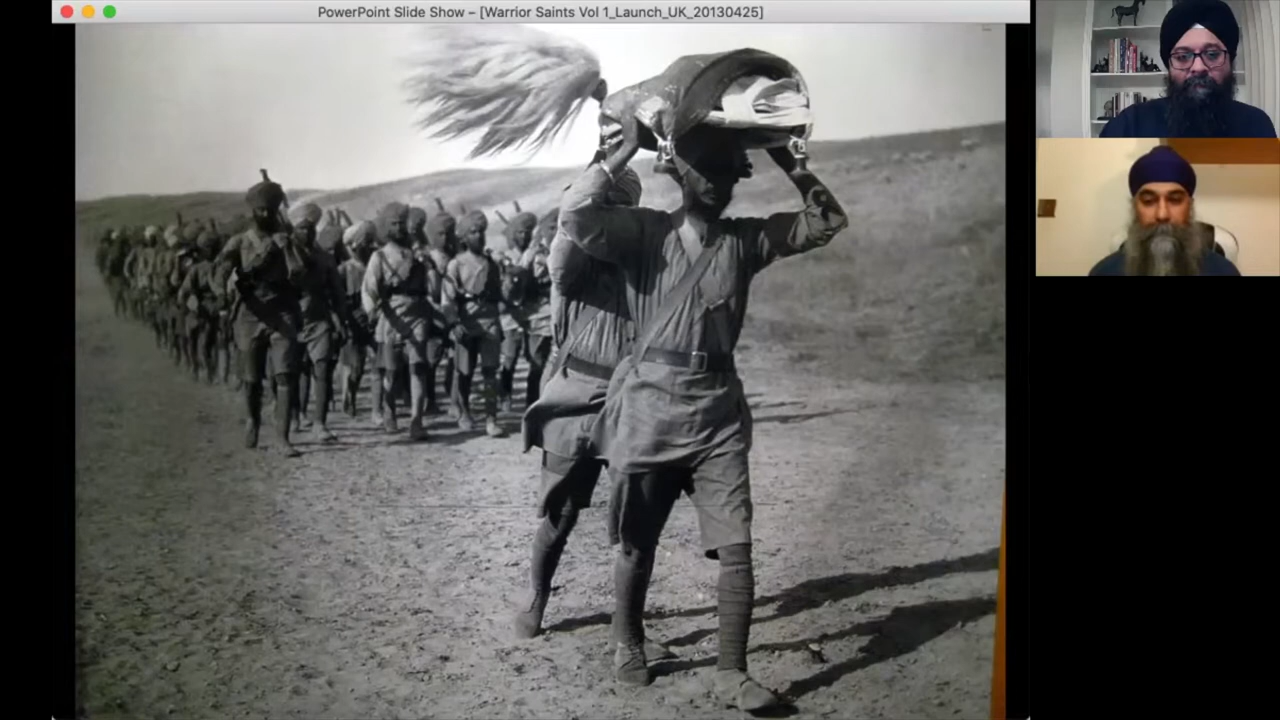 PowerPoint Slide Show – [Warrior Saints Vol 1_Launch_UK_20130425]